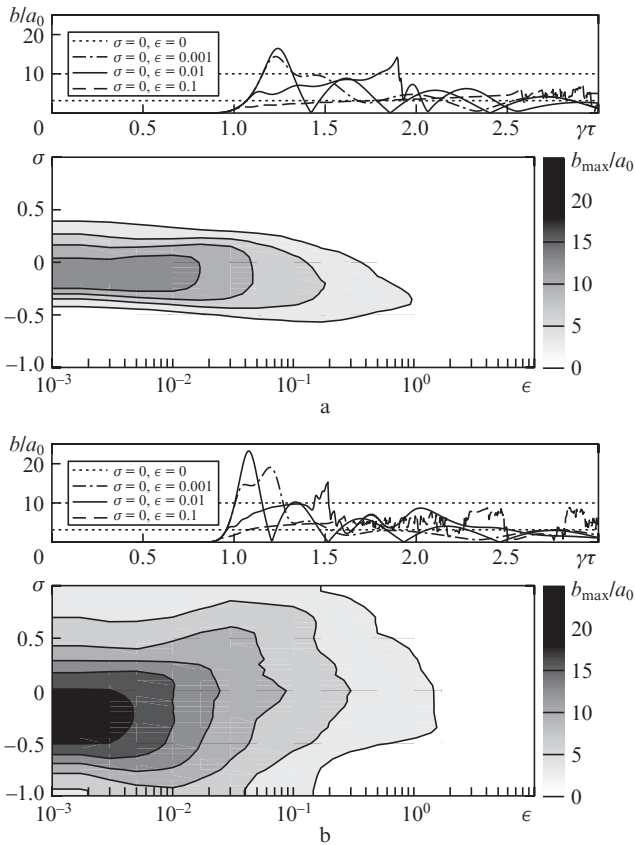 b/a₀
20
10
0
σ = 0, ϵ = 0
σ = 0, ϵ = 0.001
σ = 0, ϵ = 0.01
σ = 0, ϵ = 0.1
0.5 1.0 1.5 2.0 2.5 γτ
σ
0.5
0
−0.5
−1.0
10⁻³ 10⁻² 10⁻¹ 10⁰ ϵ
b_max/a₀
20
15
10
5
0
a
b/a₀
20
10
0
σ = 0, ϵ = 0
σ = 0, ϵ = 0.001
σ = 0, ϵ = 0.01
σ = 0, ϵ = 0.1
0.5 1.0 1.5 2.0 2.5 γτ
σ
0.5
0
−0.5
−1.0
10⁻³ 10⁻² 10⁻¹ 10⁰ ϵ
b_max/a₀
20
15
10
5
0
b